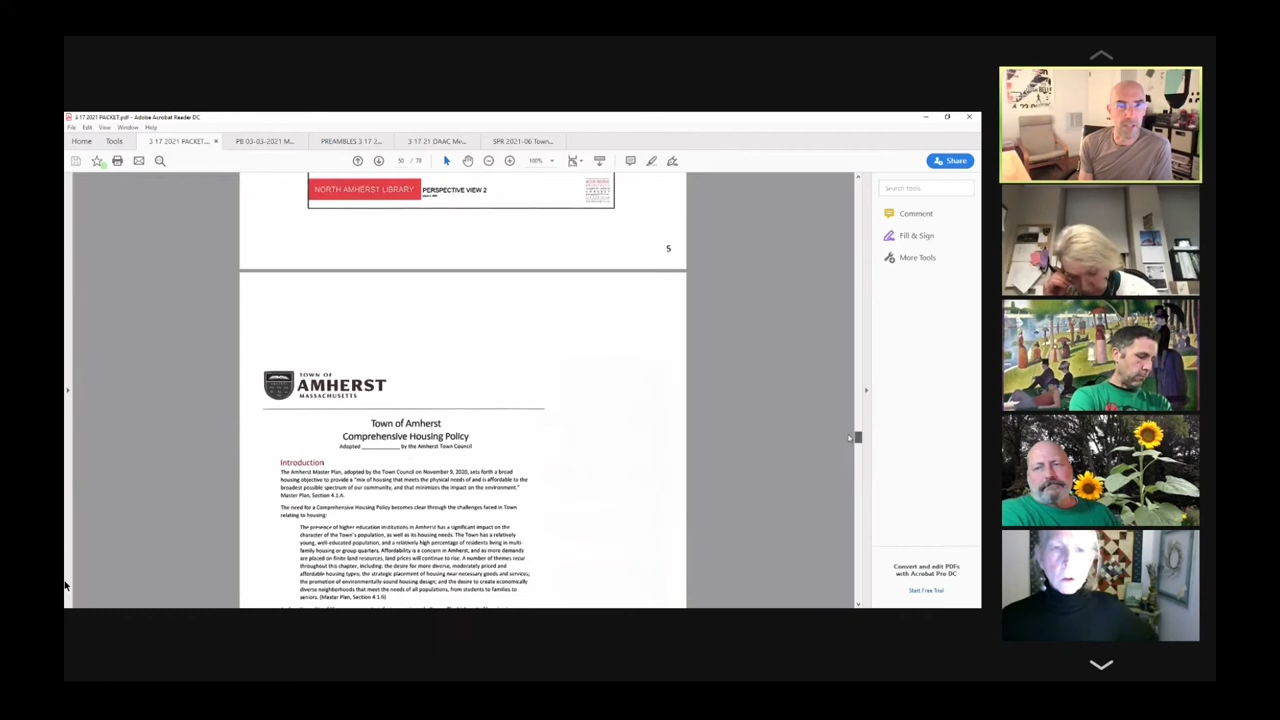 3 17 2021 PACKET.pdf - Adobe Acrobat Reader DC
File Edit View Window Help
Home Tools 3 17 2021 PACKET.... × PB 03-03-2021 M... PREAMBLES 3 17 2... 3 17 21 DAAC Me... SPR 2021-06 Town...
50 / 78 100% Share
NORTH AMHERST LIBRARY PERSPECTIVE VIEW 2
5
Search tools
Comment
Fill & Sign
More Tools
TOWN OF
AMHERST
MASSACHUSETTS
Town of Amherst
Comprehensive Housing Policy
Adopted __________ by the Amherst Town Council
Introduction
The Amherst Master Plan, adopted by the Town Council on November 9, 2020, sets forth a broad
housing objective to provide a "mix of housing that meets the physical needs of and is affordable to the
broadest possible spectrum of our community, and that minimizes the impact on the environment."
Master Plan, Section 4.1.A.
The need for a Comprehensive Housing Policy becomes clear through the challenges faced in Town
relating to housing:
The presence of higher education institutions in Amherst has a significant impact on the
character of the Town's population, as well as its housing needs. The Town has a relatively
young, well-educated population, and a relatively high percentage of residents living in multi-
family housing or group quarters. Affordability is a concern in Amherst, and as more demands
are placed on finite land resources, land prices will continue to rise. A number of themes recur
throughout this chapter, including: the desire for more diverse, moderately priced and
affordable housing types; the strategic placement of housing near necessary goods and services;
the promotion of environmentally sound housing design; and the desire to create economically
diverse neighborhoods that meet the needs of all populations, from students to families to
seniors. (Master Plan, Section 4.1.6)
Convert and edit PDFs
with Acrobat Pro DC
Start Free Trial